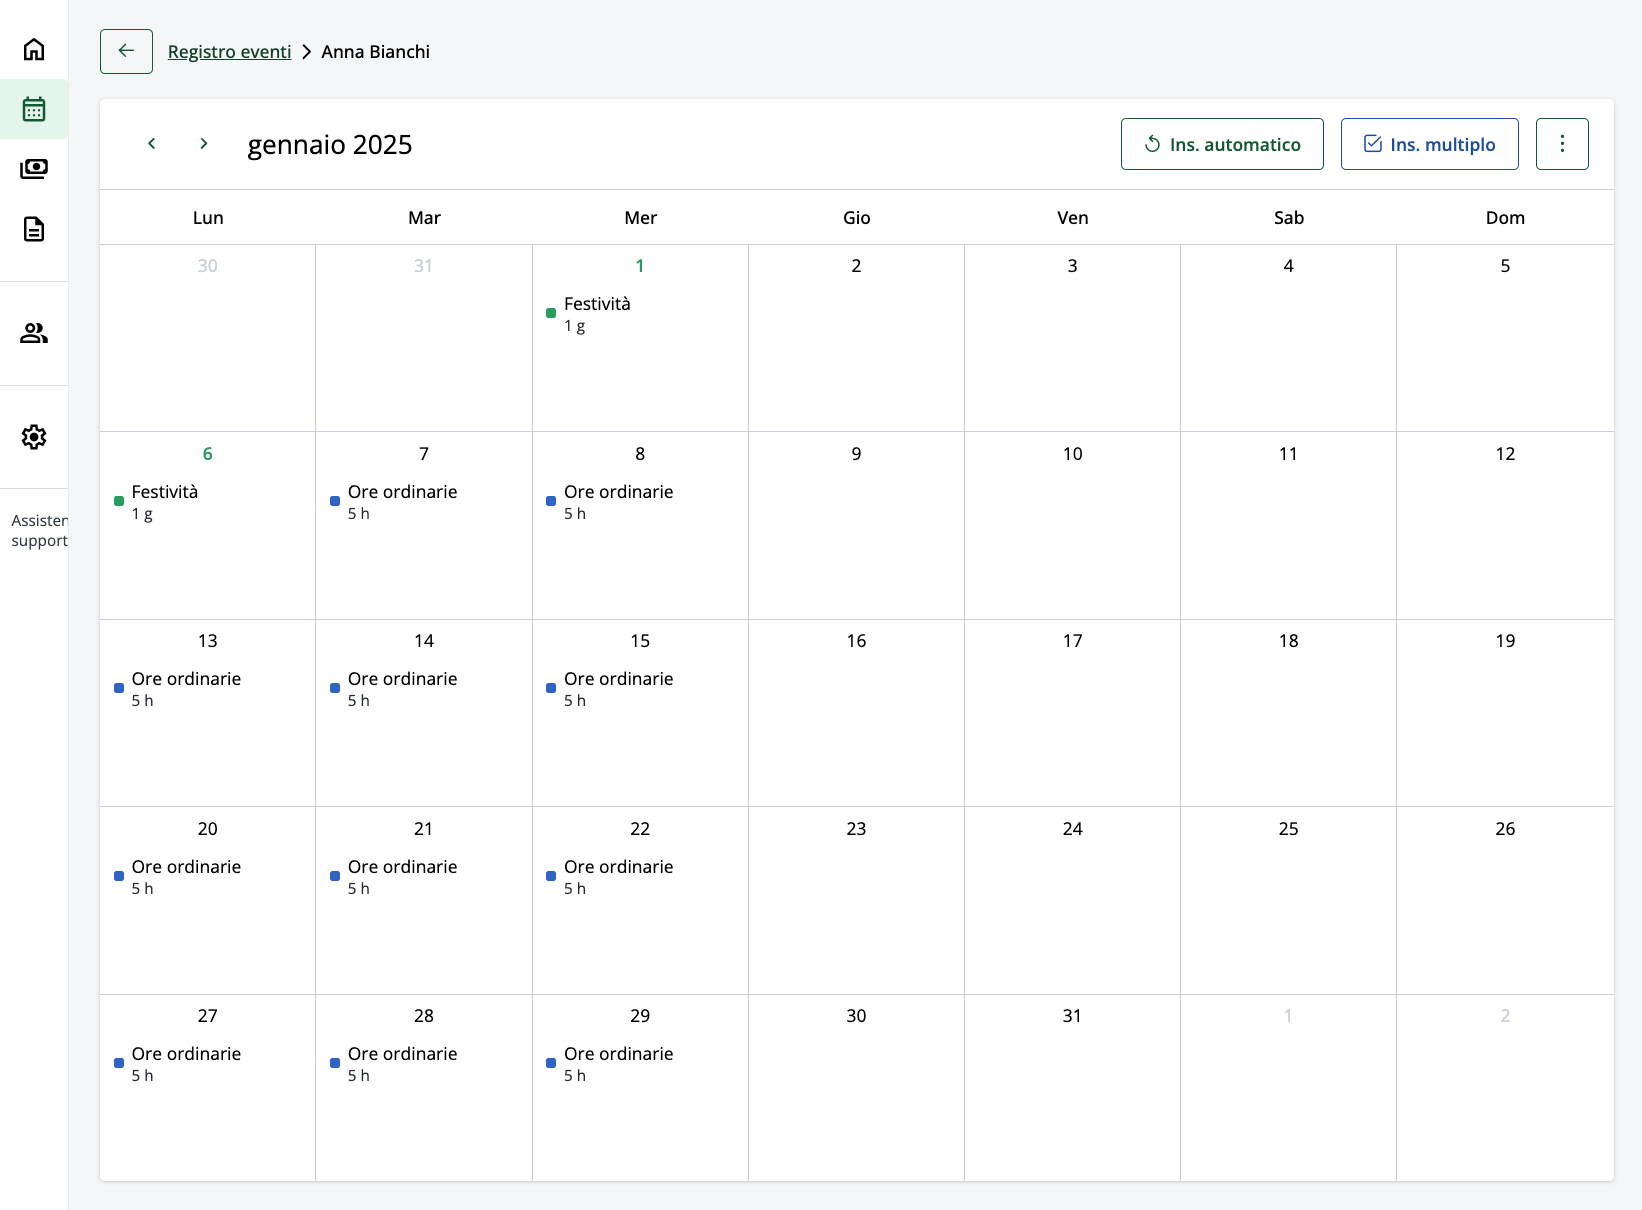 Registro eventi > Anna Bianchi
gennaio 2025
Ins. automatico
Ins. multiplo
Lun Mar Mer Gio Ven Sab Dom
30 31 1 2 3 4 5
Festività
1 g
6 7 8 9 10 11 12
Festività Ore ordinarie Ore ordinarie
1 g 5 h 5 h
Assisten
support
13 14 15 16 17 18 19
Ore ordinarie Ore ordinarie Ore ordinarie
5 h 5 h 5 h
20 21 22 23 24 25 26
Ore ordinarie Ore ordinarie Ore ordinarie
5 h 5 h 5 h
27 28 29 30 31 1 2
Ore ordinarie Ore ordinarie Ore ordinarie
5 h 5 h 5 h